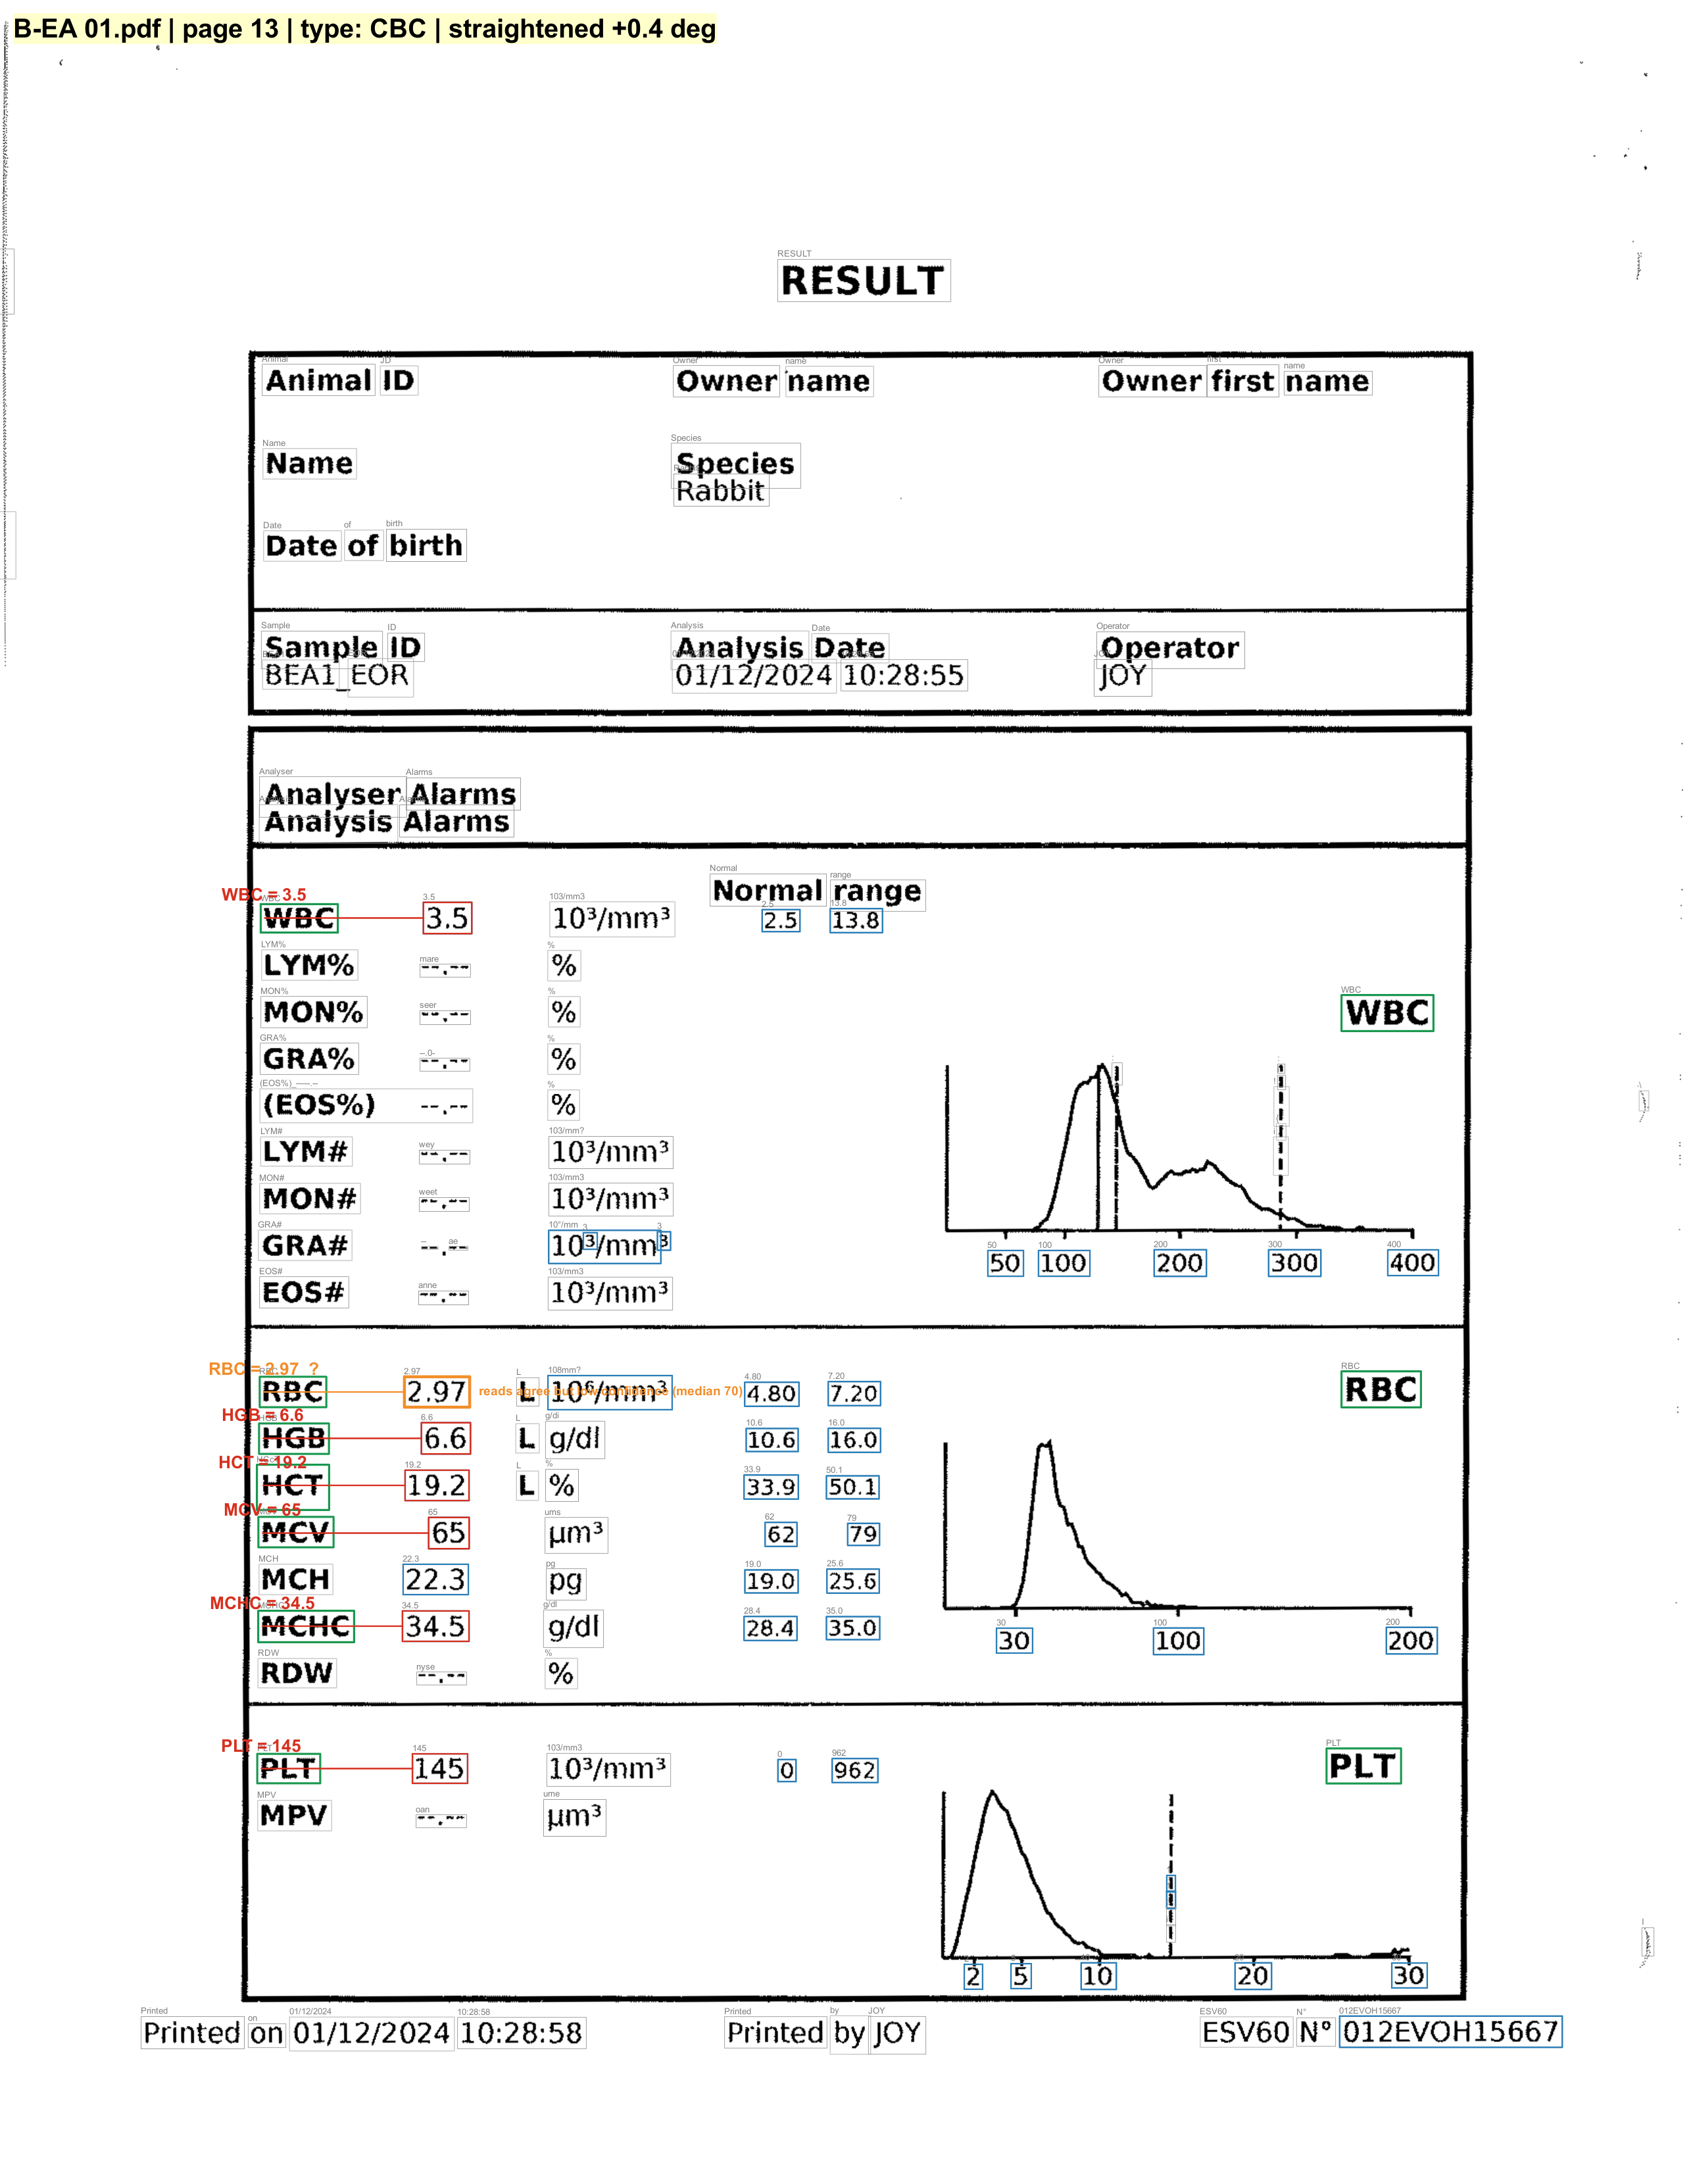 B-EA 01.pdf | page 13 | type: CBC | straightened +0.4 deg
RESULT
Animal ID Owner name Owner first name
Name Species
Rabbit
Date of birth
Sample ID Analysis Date Operator
BEA1_EOR 01/12/2024 10:28:55 JOY
Analyser Alarms
Analysis Alarms
Normal range
WBC = 3.5
WBC 3.5 10³/mm³ 2.5 13.8
LYM% --.-- %
MON% --.-- %
GRA% --.-- %
(EOS%) --.-- %
LYM# --.-- 10³/mm³
MON# --.-- 10³/mm³
GRA# --.-- 10³/mm³
EOS# --.-- 10³/mm³
WBC
50 100 200 300 400
RBC = 2.97 ?
RBC 2.97 L 10⁶/mm³ 4.80 7.20
reads agree but low confidence (median 70)
HGB = 6.6
HGB 6.6 L g/dl 10.6 16.0
HCT = 19.2
HCT 19.2 L % 33.9 50.1
MCV = 65
MCV 65 µm³ 62 79
MCH 22.3 pg 19.0 25.6
MCHC = 34.5
MCHC 34.5 g/dl 28.4 35.0
RDW --.-- %
RBC
30 100 200
PLT = 145
PLT 145 10³/mm³ 0 962
MPV --.-- µm³
PLT
2 5 10 20 30
Printed on 01/12/2024 10:28:58 Printed by JOY ESV60 N° 012EVOH15667